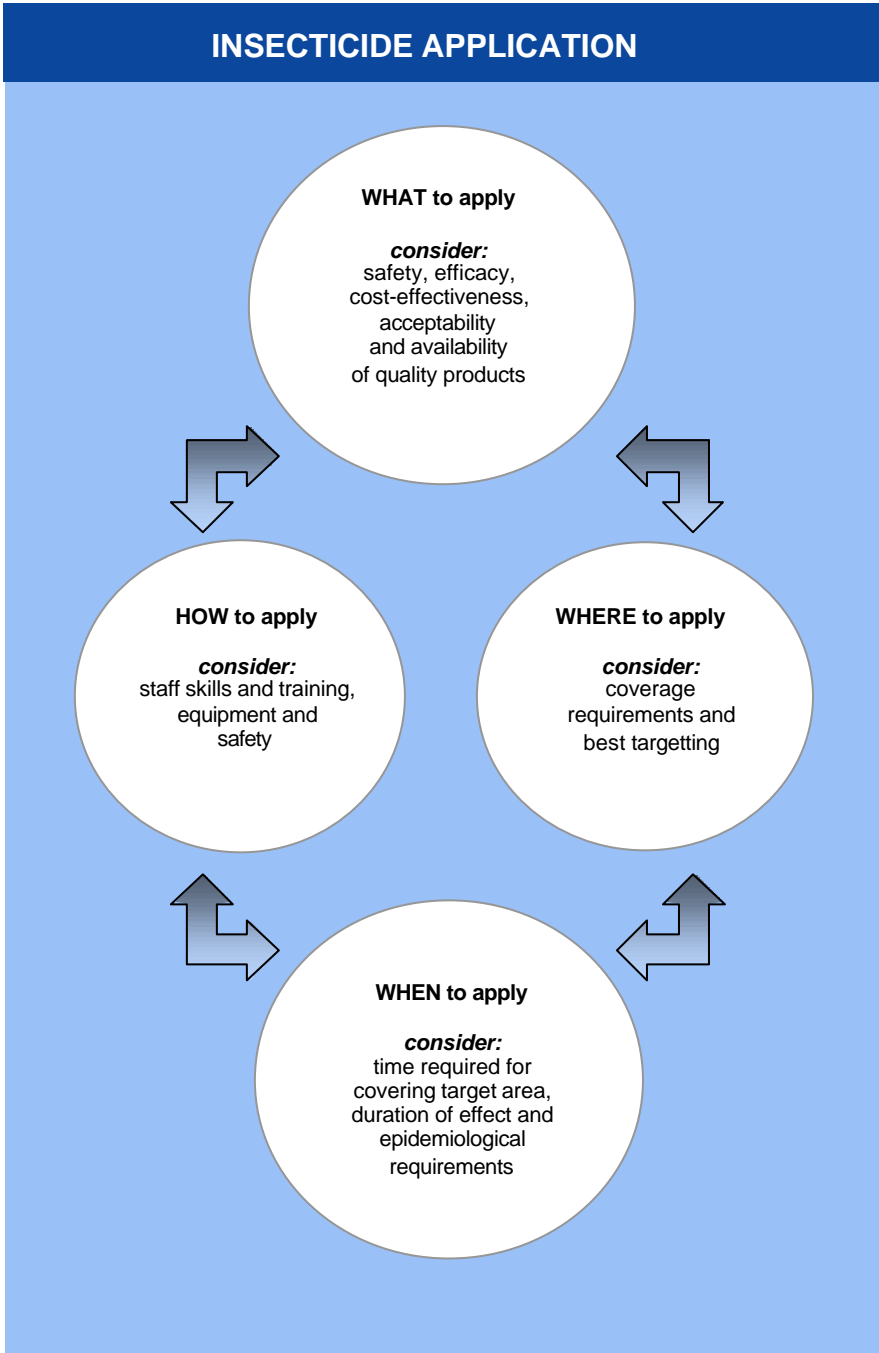 INSECTICIDE APPLICATION
WHAT to apply
consider:
safety, efficacy,
cost-effectiveness,
acceptability
and availability
of quality products
HOW to apply
consider:
staff skills and training,
equipment and
safety
WHERE to apply
consider:
coverage
requirements and
best targetting
WHEN to apply
consider:
time required for
covering target area,
duration of effect and
epidemiological
requirements